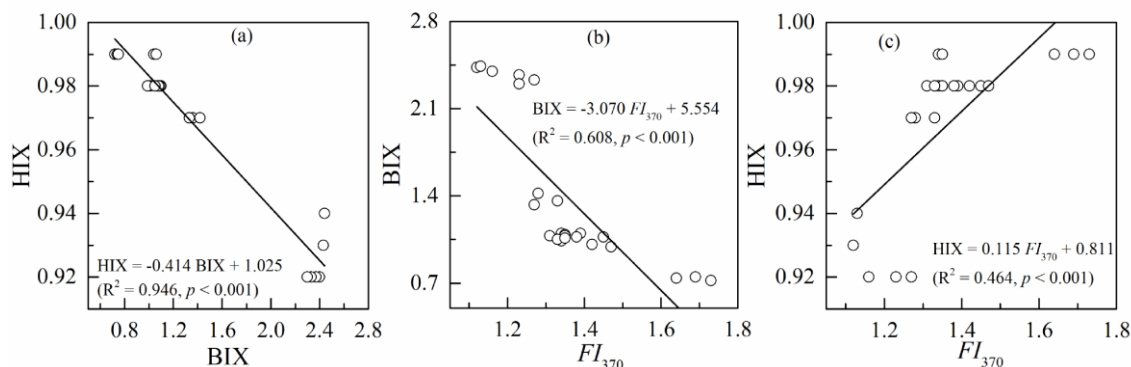 (a)
HIX
1.00
0.98
0.96
0.94
0.92
HIX = -0.414 BIX + 1.025
(R² = 0.946, p < 0.001)
0.8 1.2 1.6 2.0 2.4 2.8
BIX
(b)
BIX
2.8
2.1
1.4
0.7
BIX = -3.070 FI₃₇₀ + 5.554
(R² = 0.608, p < 0.001)
1.2 1.4 1.6 1.8
FI₃₇₀
(c)
HIX
1.00
0.98
0.96
0.94
0.92
HIX = 0.115 FI₃₇₀ + 0.811
(R² = 0.464, p < 0.001)
1.2 1.4 1.6 1.8
FI₃₇₀